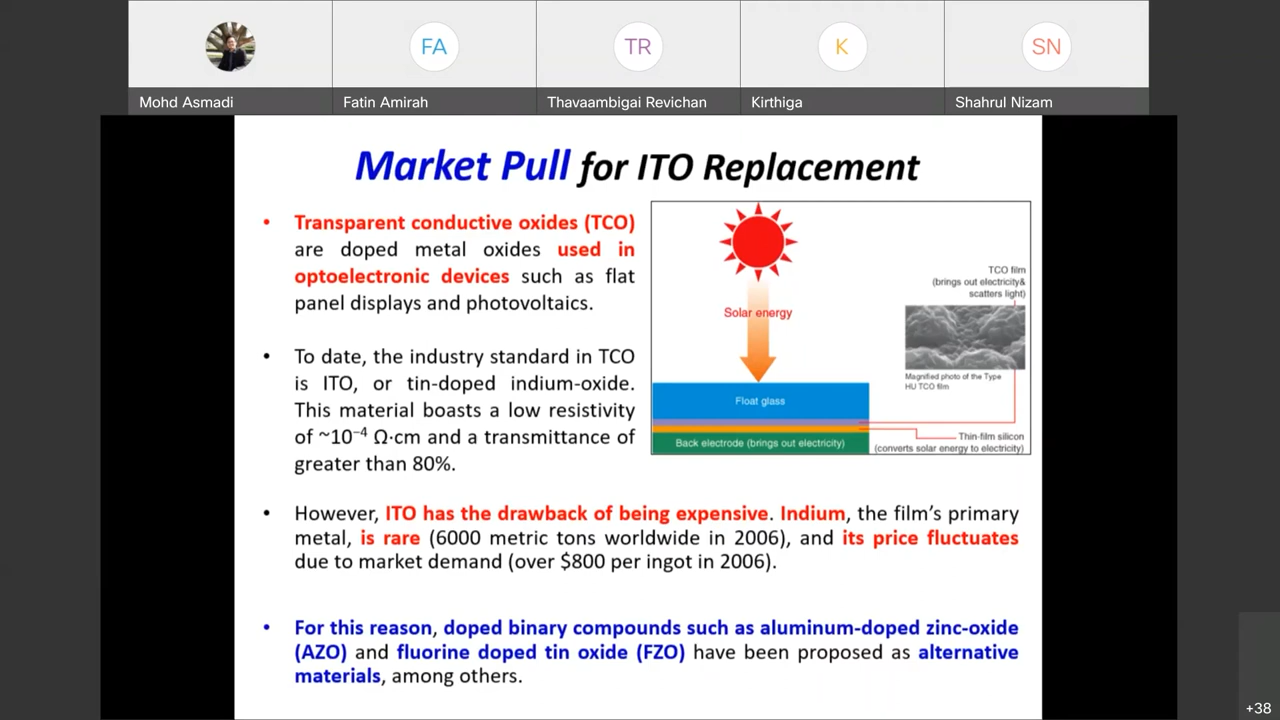 FA
TR
K
SN
Mohd Asmadi
Fatin Amirah
Thavaambigai Revichan
Kirthiga
Shahrul Nizam
Market Pull for ITO Replacement
• Transparent conductive oxides (TCO)
are doped metal oxides used in
optoelectronic devices such as flat
panel displays and photovoltaics.
• To date, the industry standard in TCO
is ITO, or tin-doped indium-oxide.
This material boasts a low resistivity
of ~10⁻⁴ Ω·cm and a transmittance of
greater than 80%.
Solar energy
TCO film
(brings out electricity&
scatters light)
Magnified photo of the Type
HU TCO film
Float glass
Thin-film silicon
(converts solar energy to electricity)
Back electrode (brings out electricity)
• However, ITO has the drawback of being expensive. Indium, the film's primary
metal, is rare (6000 metric tons worldwide in 2006), and its price fluctuates
due to market demand (over $800 per ingot in 2006).
• For this reason, doped binary compounds such as aluminum-doped zinc-oxide
(AZO) and fluorine doped tin oxide (FZO) have been proposed as alternative
materials, among others.
+38